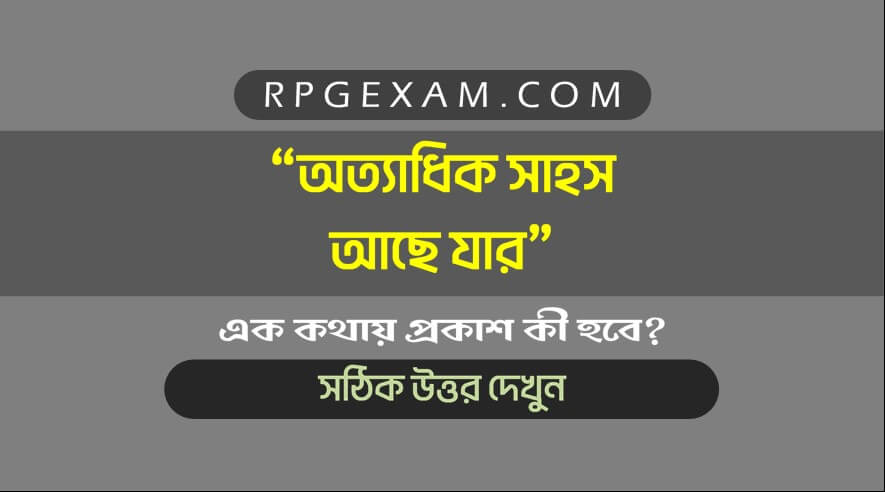 RPGEXAM.COM
“অত্যাধিক সাহস
আছে যার”
এক কথায় প্রকাশ কী হবে?
সঠিক উত্তর দেখুন